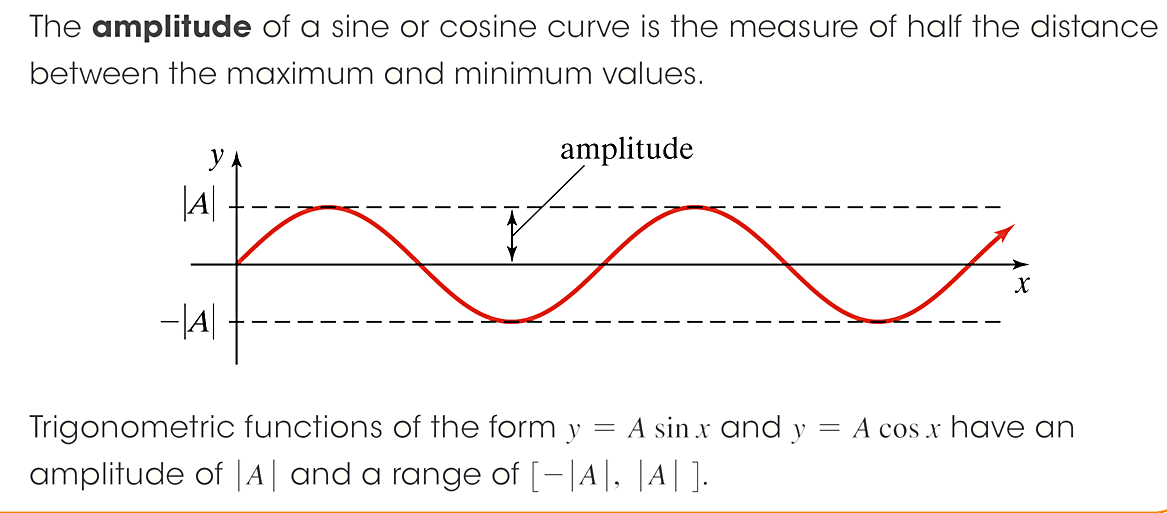 The amplitude of a sine or cosine curve is the measure of half the distance
between the maximum and minimum values.
amplitude
y
|A|
x
−|A|
Trigonometric functions of the form y = A sin x and y = A cos x have an
amplitude of |A| and a range of [−|A|, |A| ].